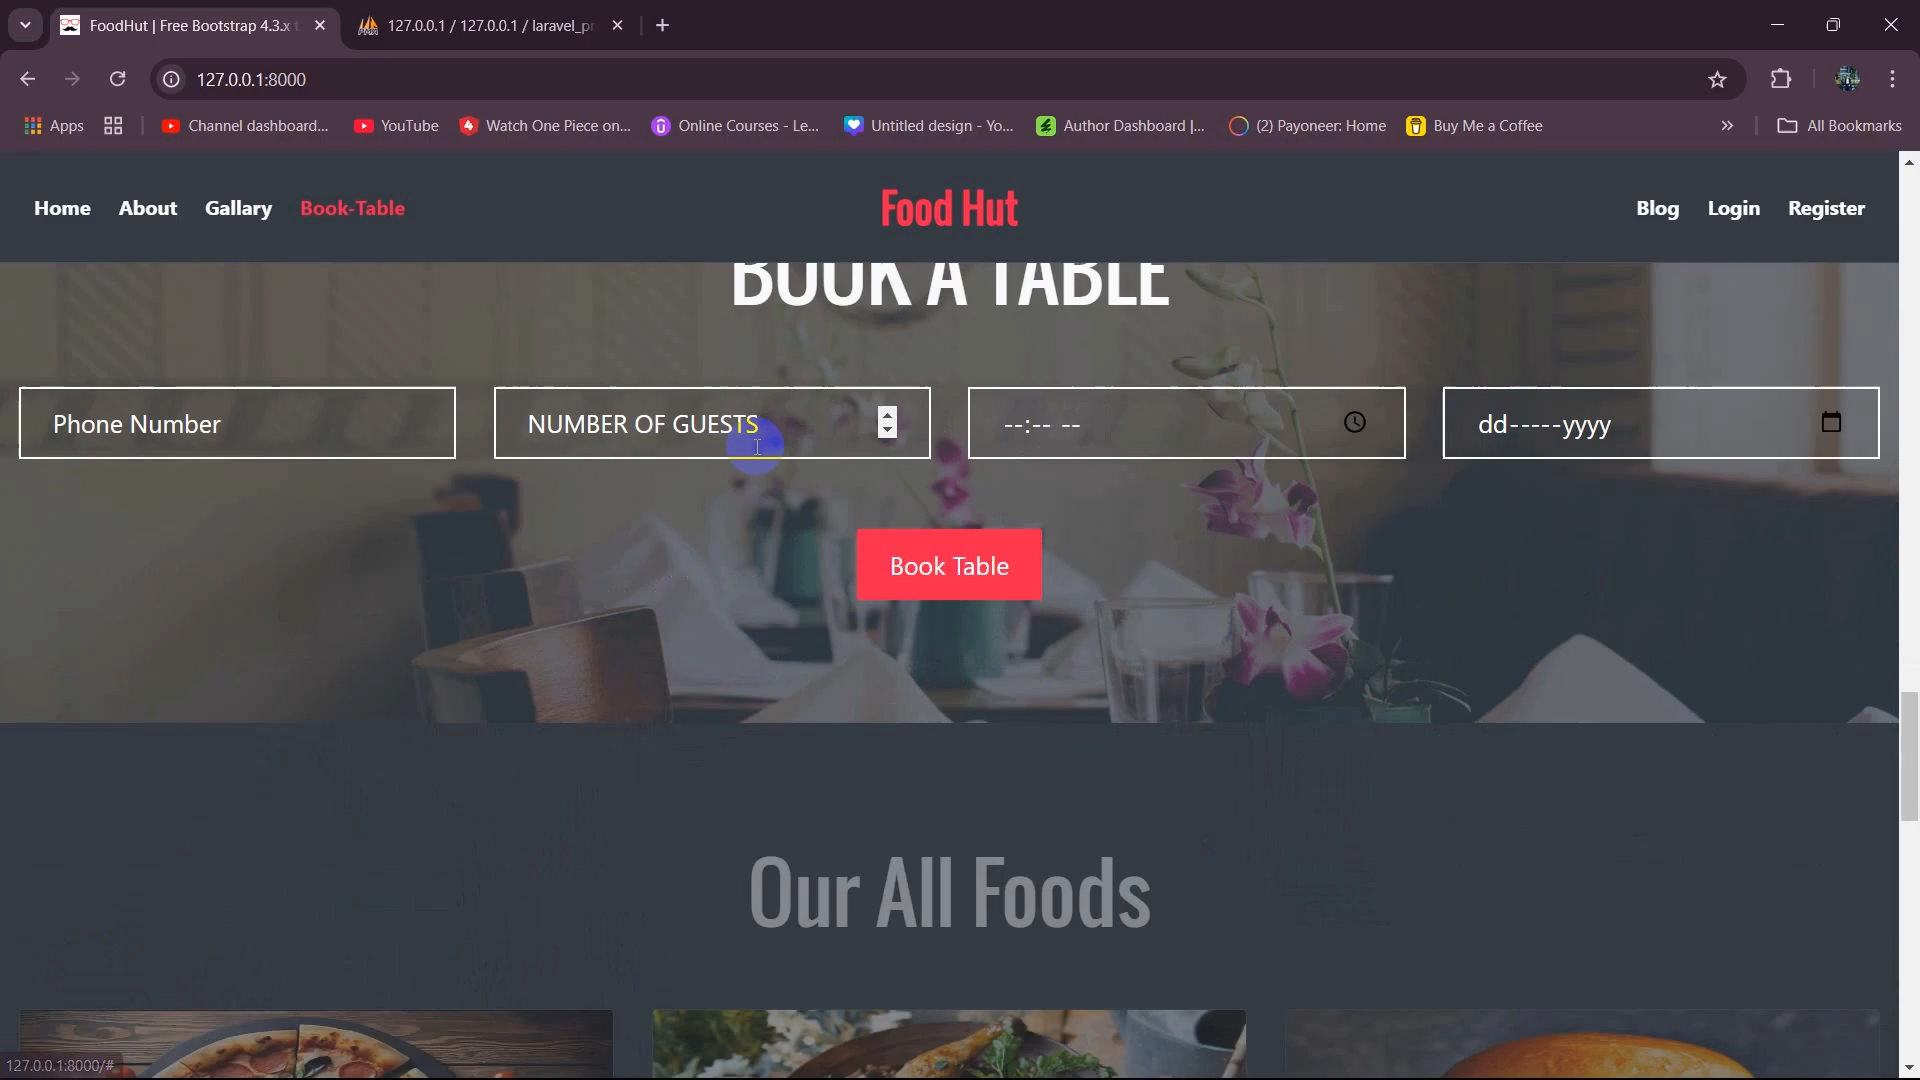 FoodHut | Free Bootstrap 4.3.x t
127.0.0.1 / 127.0.0.1 / laravel_pr
127.0.0.1:8000
Apps
Channel dashboard...
YouTube
Watch One Piece on...
Online Courses - Le...
Untitled design - Yo...
Author Dashboard |...
(2) Payoneer: Home
Buy Me a Coffee
All Bookmarks
Home About Gallary Book-Table
Food Hut
Blog Login Register
BOOK A TABLE
Phone Number
NUMBER OF GUESTS
--:-- --
dd-----yyyy
Book Table
Our All Foods
127.0.0.1:8000/#